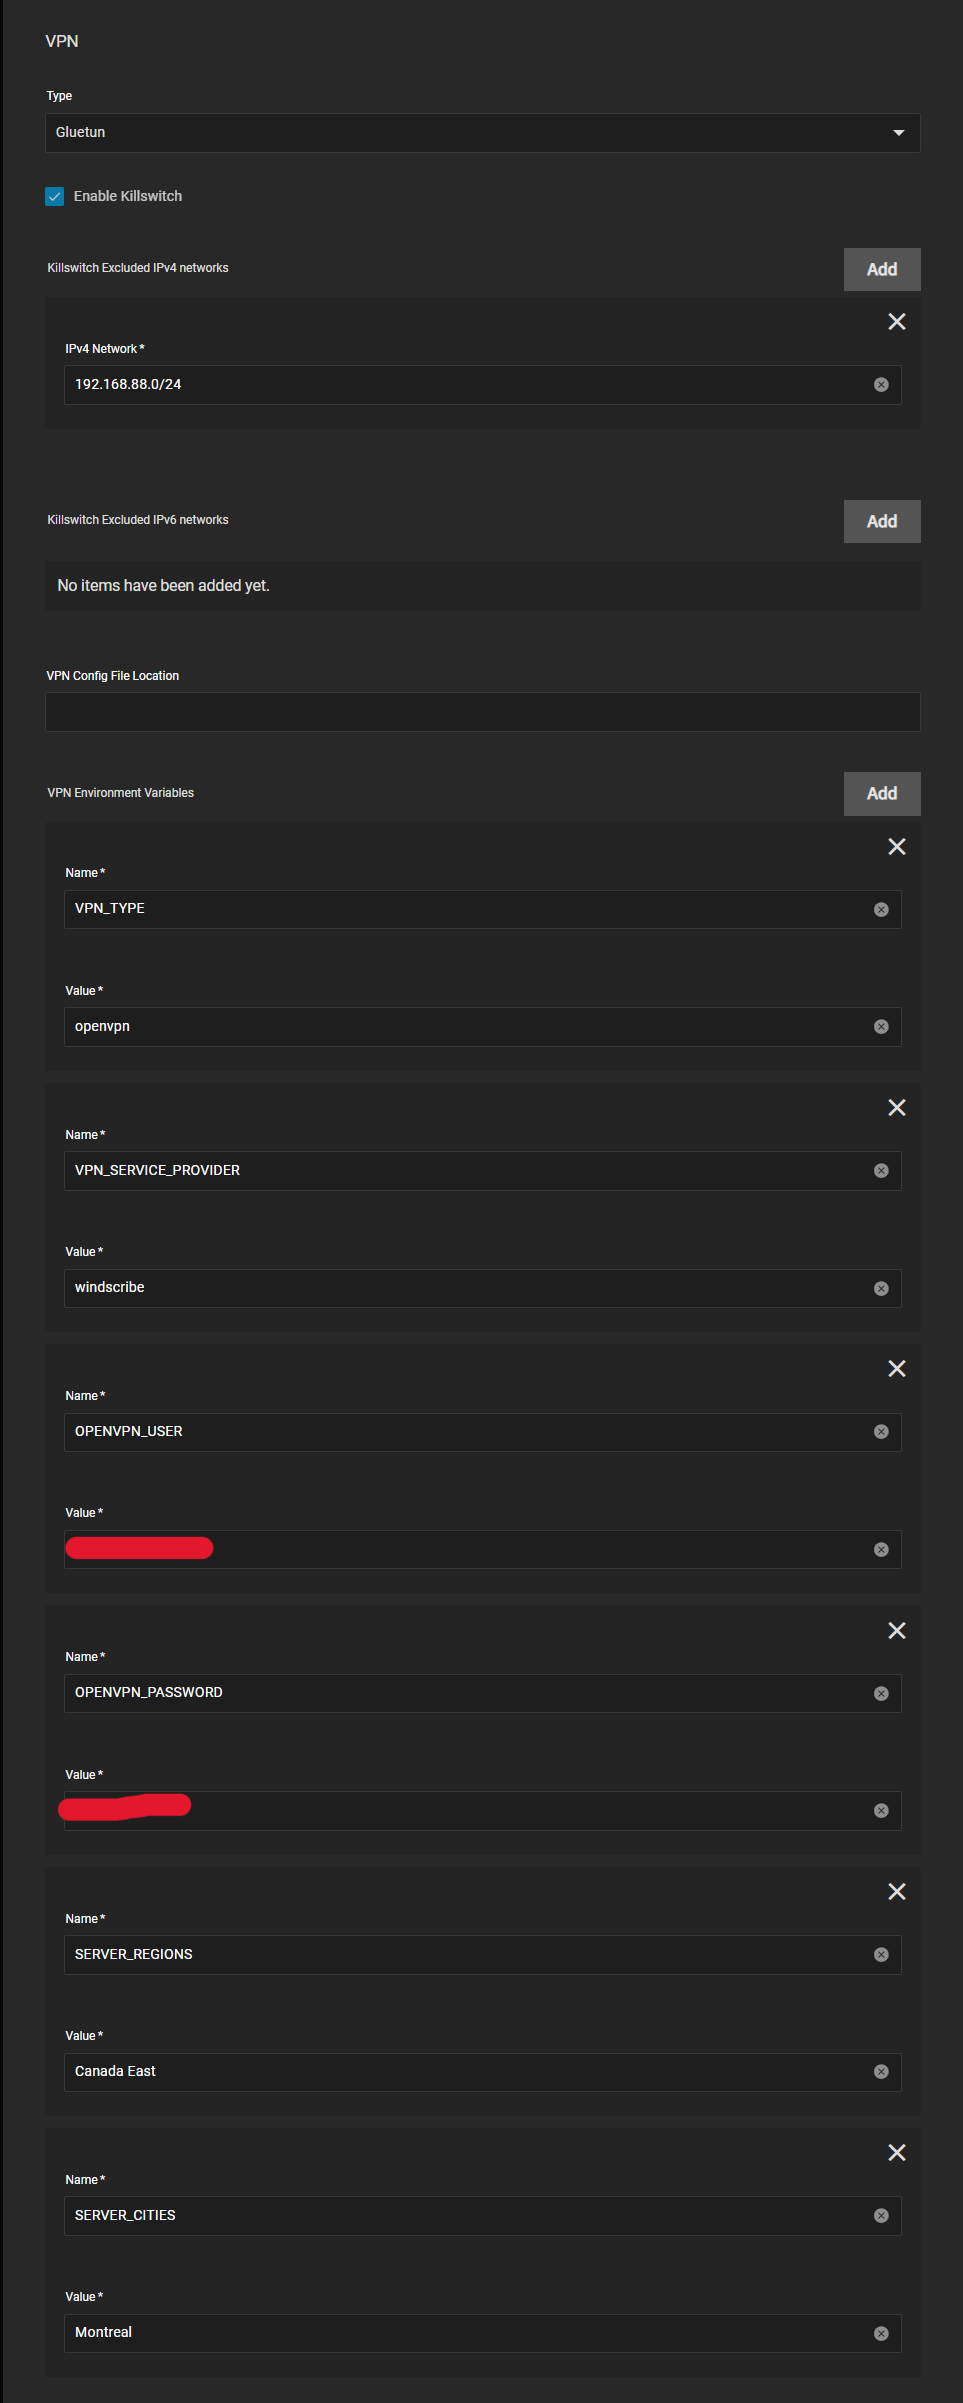 VPN
Type
Gluetun
Enable Killswitch
Killswitch Excluded IPv4 networks
Add
IPv4 Network *
192.168.88.0/24
Killswitch Excluded IPv6 networks
Add
No items have been added yet.
VPN Config File Location
VPN Environment Variables
Add
Name *
VPN_TYPE
Value *
openvpn
Name *
VPN_SERVICE_PROVIDER
Value *
windscribe
Name *
OPENVPN_USER
Value *
Name *
OPENVPN_PASSWORD
Value *
Name *
SERVER_REGIONS
Value *
Canada East
Name *
SERVER_CITIES
Value *
Montreal